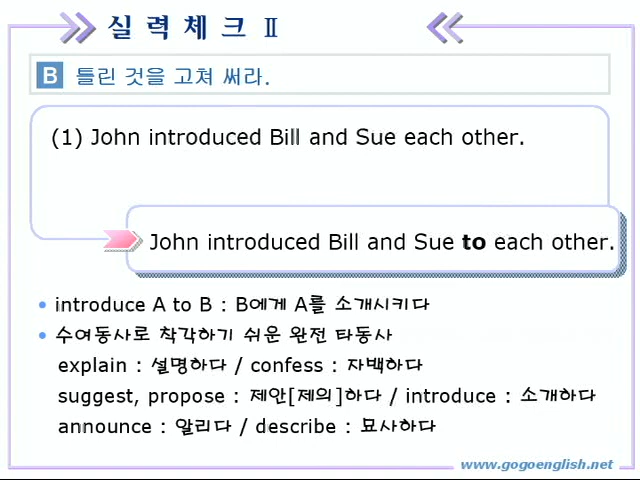 실력체크 Ⅱ
B 틀린 것을 고쳐 써라.
(1) John introduced Bill and Sue each other.
John introduced Bill and Sue to each other.
• introduce A to B : B에게 A를 소개시키다
• 수여동사로 착각하기 쉬운 완전 타동사
explain : 설명하다 / confess : 자백하다
suggest, propose : 제안[제의]하다 / introduce : 소개하다
announce : 알리다 / describe : 묘사하다
www.gogoenglish.net